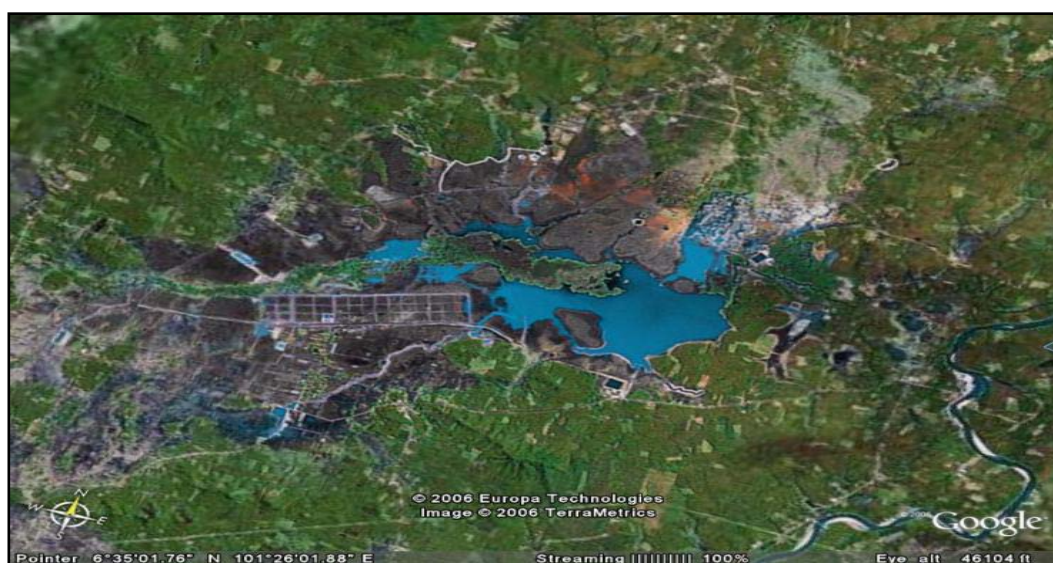 N
W
E
S
© 2006 Europa Technologies
Image © 2006 TerraMetrics
©2006 Google
Pointer 6°35'01.76" N 101°26'01.88" E Streaming |||||||||| 100% Eye alt 46104 ft